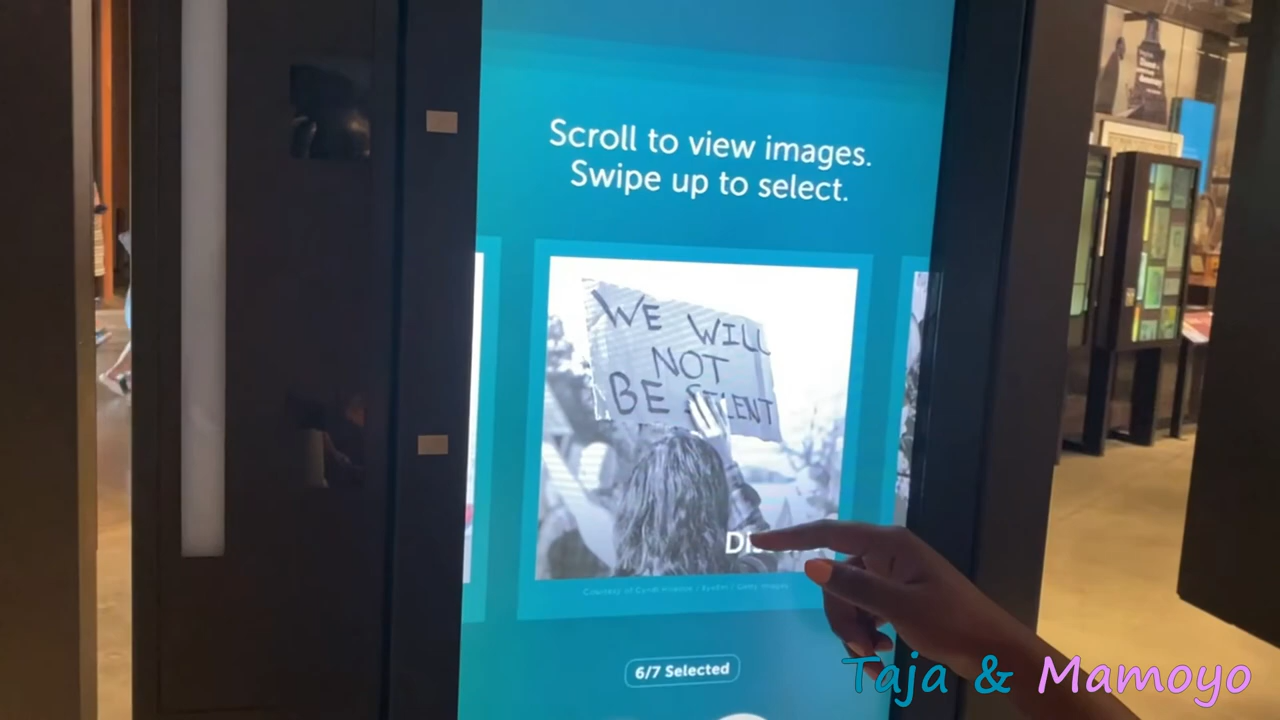 Scroll to view images.
Swipe up to select.
WE WILL
NOT
BE SILENT
6/7 Selected
Taja & Mamoyo